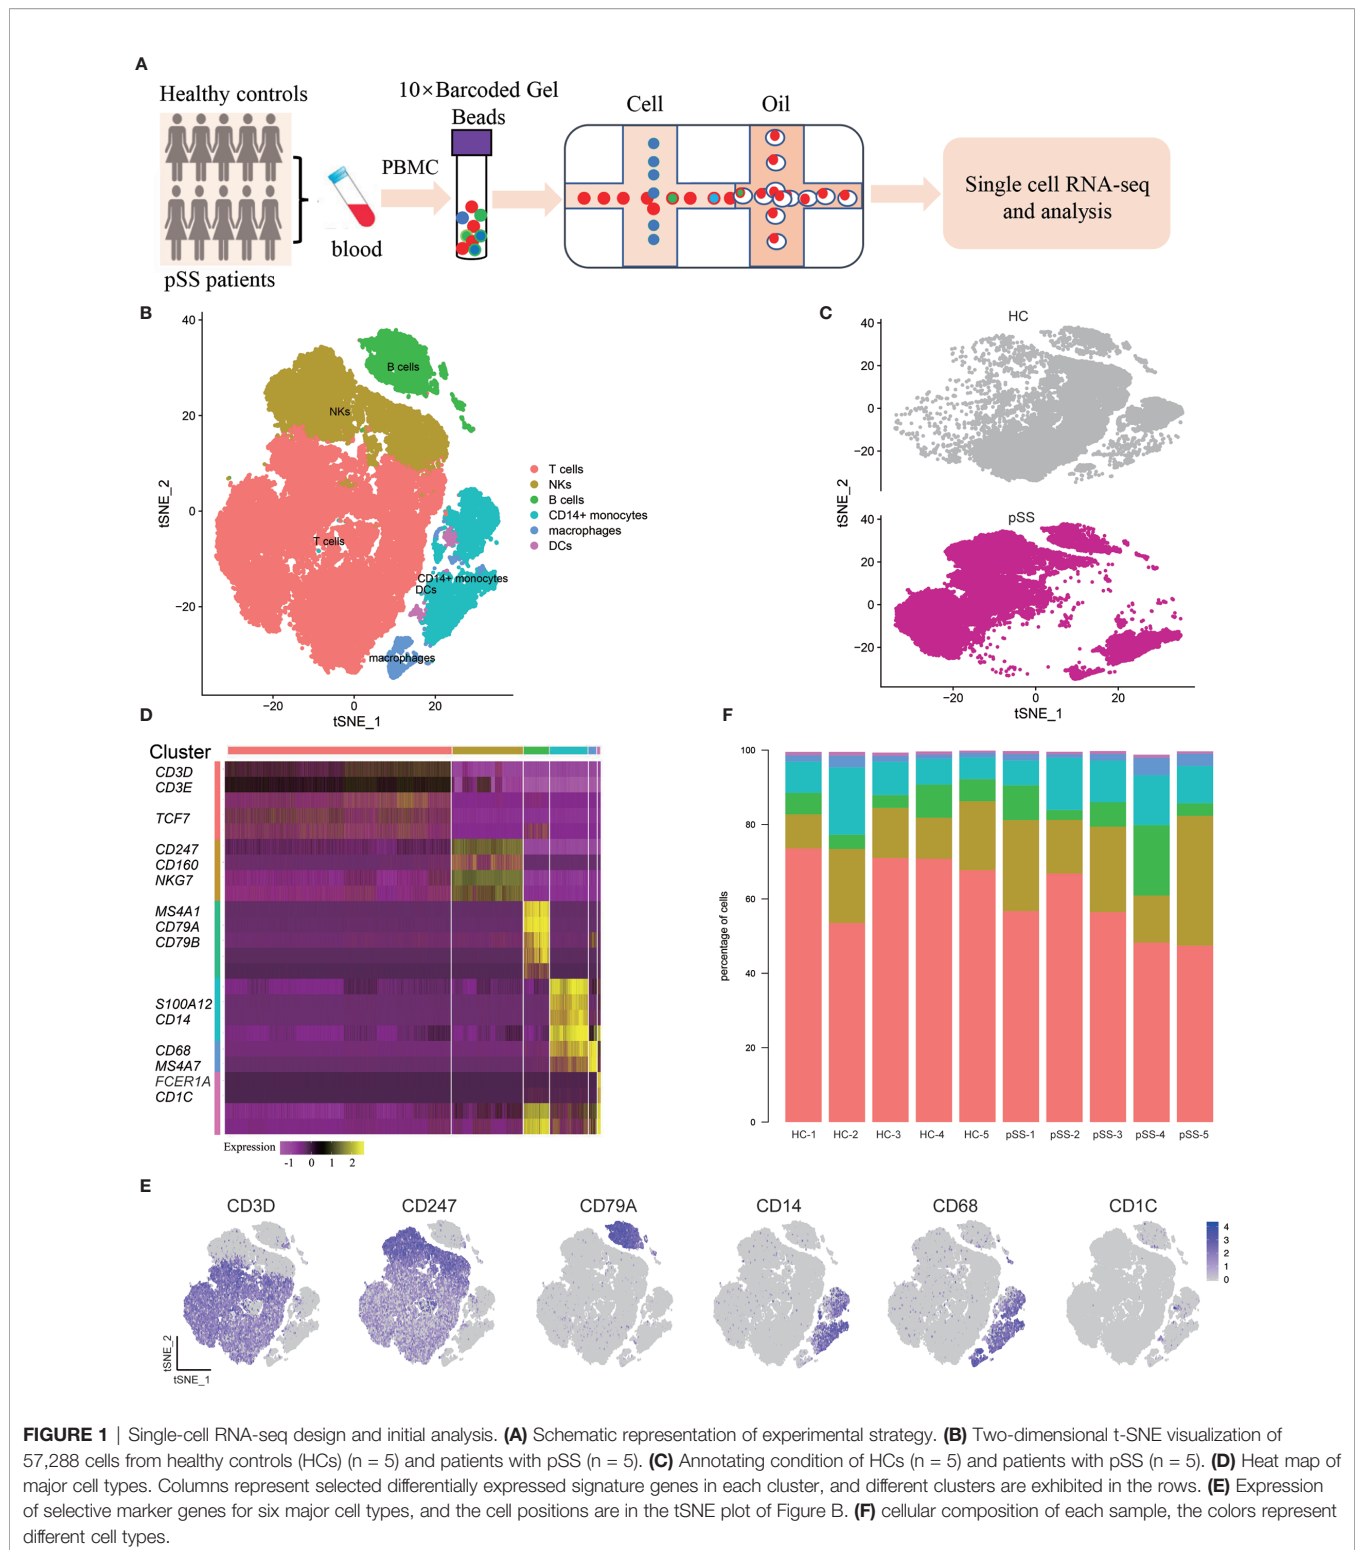 A
Healthy controls
pSS patients
blood
PBMC
10×Barcoded Gel
Beads
Cell
Oil
Single cell RNA-seq
and analysis
B
40
20
0
−20
tSNE_2
−20
0
20
tSNE_1
B cells
NKs
T cells
CD14+ monocytes
DCs
macrophages
T cells
NKs
B cells
CD14+ monocytes
macrophages
DCs
C
HC
40
20
0
−20
tSNE_2
pSS
40
20
0
−20
−20
0
20
tSNE_1
D
Cluster
CD3D
CD3E
TCF7
CD247
CD160
NKG7
MS4A1
CD79A
CD79B
S100A12
CD14
CD68
MS4A7
FCER1A
CD1C
Expression
-1 0 1 2
F
percentage of cells
100
80
60
40
20
0
HC-1 HC-2 HC-3 HC-4 HC-5 pSS-1 pSS-2 pSS-3 pSS-4 pSS-5
E
CD3D CD247 CD79A CD14 CD68 CD1C
4
3
2
1
0
tSNE_2
tSNE_1
FIGURE 1 | Single-cell RNA-seq design and initial analysis. (A) Schematic representation of experimental strategy. (B) Two-dimensional t-SNE visualization of
57,288 cells from healthy controls (HCs) (n = 5) and patients with pSS (n = 5). (C) Annotating condition of HCs (n = 5) and patients with pSS (n = 5). (D) Heat map of
major cell types. Columns represent selected differentially expressed signature genes in each cluster, and different clusters are exhibited in the rows. (E) Expression
of selective marker genes for six major cell types, and the cell positions are in the tSNE plot of Figure B. (F) cellular composition of each sample, the colors represent
different cell types.